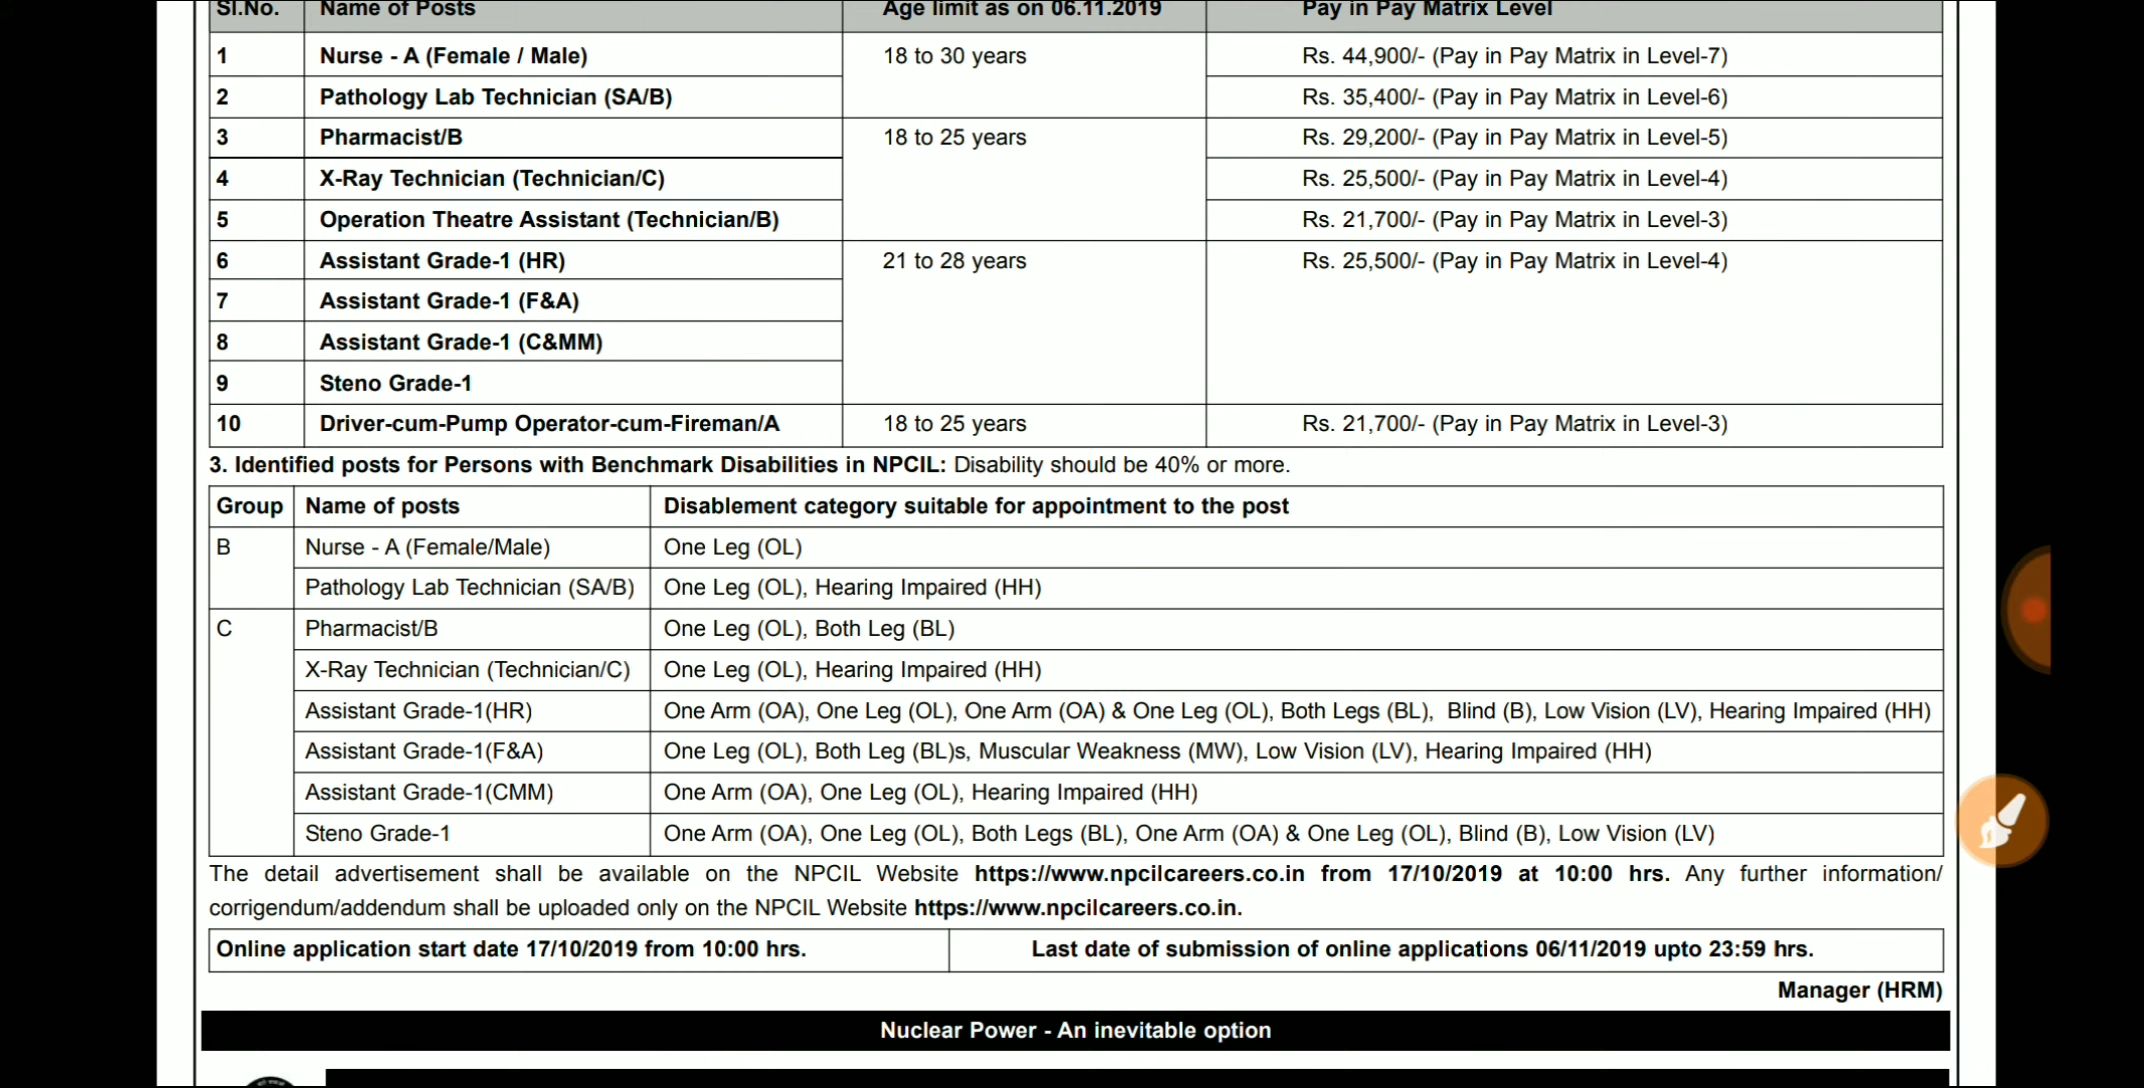 Sl.No. Name of Posts Age limit as on 06.11.2019 Pay in Pay Matrix Level
1 Nurse - A (Female / Male) 18 to 30 years Rs. 44,900/- (Pay in Pay Matrix in Level-7)
2 Pathology Lab Technician (SA/B) Rs. 35,400/- (Pay in Pay Matrix in Level-6)
3 Pharmacist/B 18 to 25 years Rs. 29,200/- (Pay in Pay Matrix in Level-5)
4 X-Ray Technician (Technician/C) Rs. 25,500/- (Pay in Pay Matrix in Level-4)
5 Operation Theatre Assistant (Technician/B) Rs. 21,700/- (Pay in Pay Matrix in Level-3)
6 Assistant Grade-1 (HR) 21 to 28 years Rs. 25,500/- (Pay in Pay Matrix in Level-4)
7 Assistant Grade-1 (F&A)
8 Assistant Grade-1 (C&MM)
9 Steno Grade-1
10 Driver-cum-Pump Operator-cum-Fireman/A 18 to 25 years Rs. 21,700/- (Pay in Pay Matrix in Level-3)
3. Identified posts for Persons with Benchmark Disabilities in NPCIL: Disability should be 40% or more.
Group Name of posts Disablement category suitable for appointment to the post
B Nurse - A (Female/Male) One Leg (OL)
Pathology Lab Technician (SA/B) One Leg (OL), Hearing Impaired (HH)
C Pharmacist/B One Leg (OL), Both Leg (BL)
X-Ray Technician (Technician/C) One Leg (OL), Hearing Impaired (HH)
Assistant Grade-1(HR) One Arm (OA), One Leg (OL), One Arm (OA) & One Leg (OL), Both Legs (BL), Blind (B), Low Vision (LV), Hearing Impaired (HH)
Assistant Grade-1(F&A) One Leg (OL), Both Leg (BL)s, Muscular Weakness (MW), Low Vision (LV), Hearing Impaired (HH)
Assistant Grade-1(CMM) One Arm (OA), One Leg (OL), Hearing Impaired (HH)
Steno Grade-1 One Arm (OA), One Leg (OL), Both Legs (BL), One Arm (OA) & One Leg (OL), Blind (B), Low Vision (LV)
The detail advertisement shall be available on the NPCIL Website https://www.npcilcareers.co.in from 17/10/2019 at 10:00 hrs. Any further information/
corrigendum/addendum shall be uploaded only on the NPCIL Website https://www.npcilcareers.co.in.
Online application start date 17/10/2019 from 10:00 hrs. Last date of submission of online applications 06/11/2019 upto 23:59 hrs.
Manager (HRM)
Nuclear Power - An inevitable option